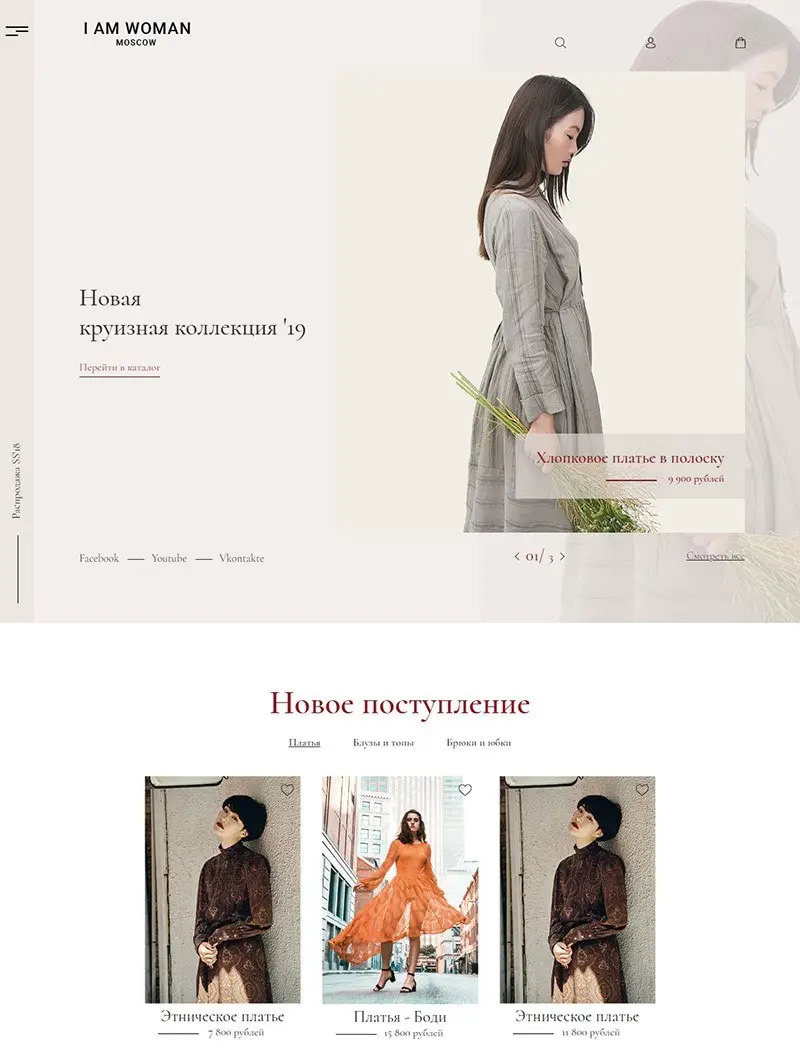 I AM WOMAN
MOSCOW
Новая
круизная коллекция '19
Перейти в каталог
Хлопковое платье в полоску
9 900 рублей
Распродажа SS'18
Facebook — Youtube — Vkontakte
01/ 3
Смотреть все
Новое поступление
Платья Блузы и топы Брюки и юбки
Этническое платье
7 800 рублей
Платья - Боди
15 800 рублей
Этническое платье
11 800 рублей